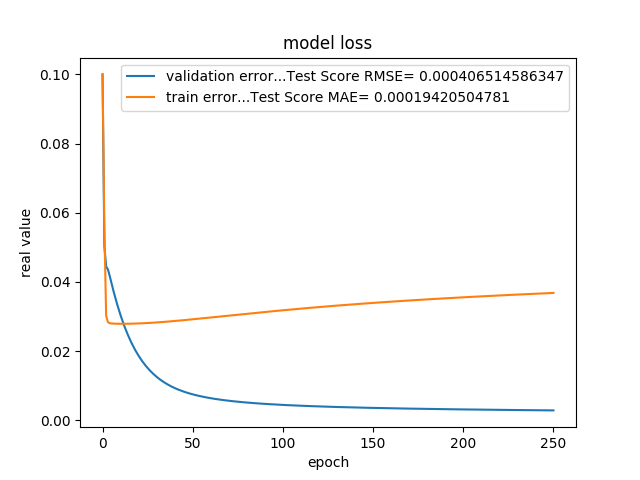 model loss
validation error...Test Score RMSE= 0.000406514586347
train error...Test Score MAE= 0.00019420504781
0.10
0.08
0.06
0.04
0.02
0.00
real value
0 50 100 150 200 250
epoch